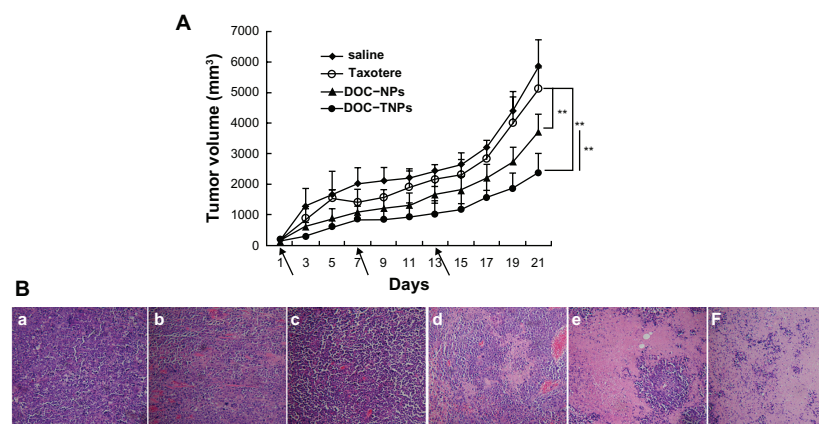 A
Tumor volume (mm³)
7000
6000
5000
4000
3000
2000
1000
0
saline
Taxotere
DOC−NPs
DOC−TNPs
**
**
**
1 3 5 7 9 11 13 15 17 19 21
Days
B
a b c d e F